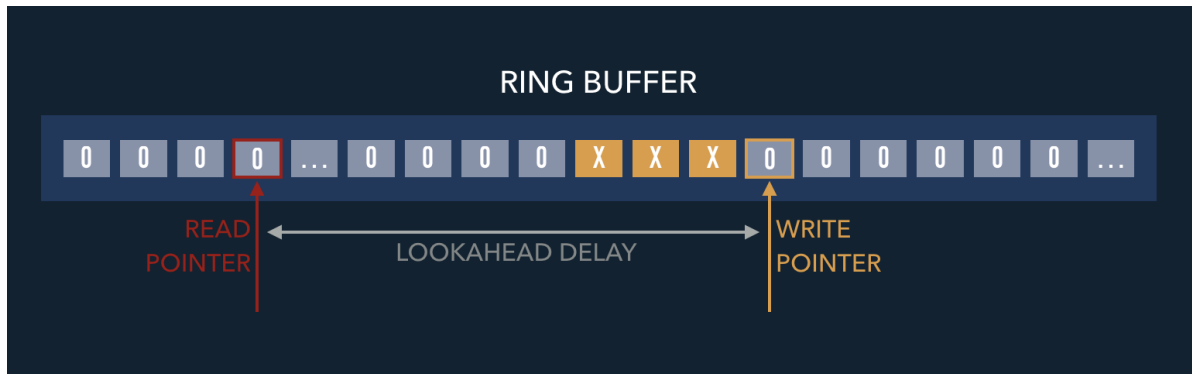 RING BUFFER
0 0 0 0 ... 0 0 0 0 X X X 0 0 0 0 0 0 ...
READ POINTER
LOOKAHEAD DELAY
WRITE POINTER